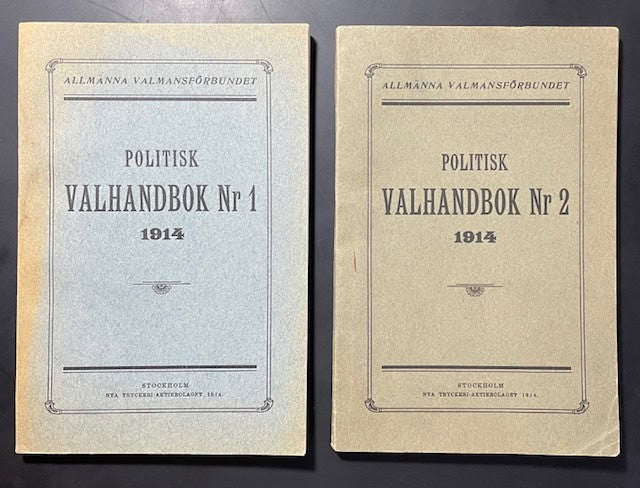 ALLMÄNNA VALMANSFÖRBUNDET
POLITISK
VALHANDBOK Nr 1
1914
STOCKHOLM
NYA TRYCKERI-AKTIEBOLAGET 1914.
ALLMÄNNA VALMANSFÖRBUNDET
POLITISK
VALHANDBOK Nr 2
1914
STOCKHOLM
NYA TRYCKERI-AKTIEBOLAGET 1914.